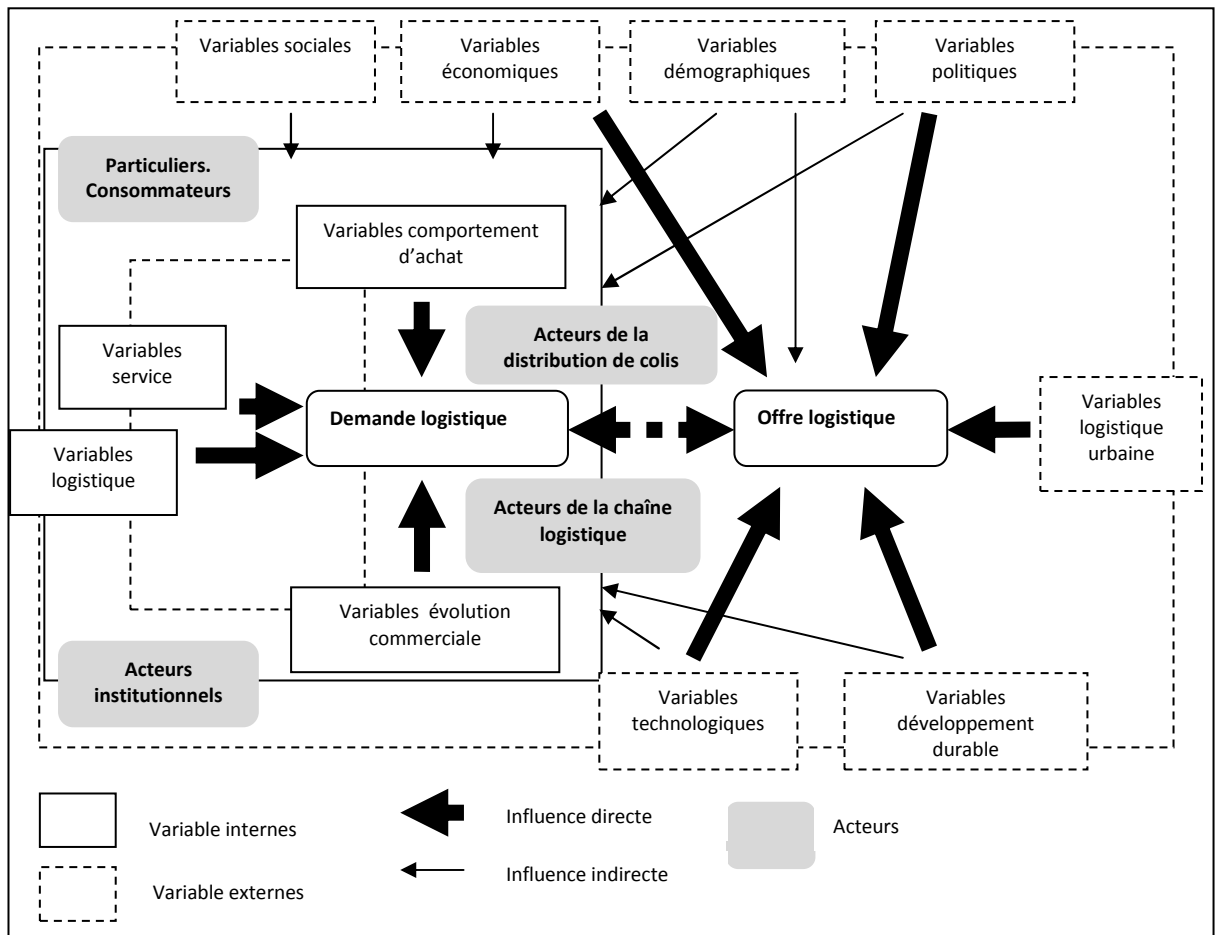 Variables sociales
Variables
économiques
Variables
démographiques
Variables
politiques
Particuliers.
Consommateurs
Variables comportement
d’achat
Acteurs de la
distribution de colis
Variables
service
Demande logistique
Offre logistique
Variables
logistique
urbaine
Variables
logistique
Acteurs de la chaîne
logistique
Variables évolution
commerciale
Acteurs
institutionnels
Variables
technologiques
Variables
développement
durable
Variable internes
Influence directe
Acteurs
Influence indirecte
Variable externes